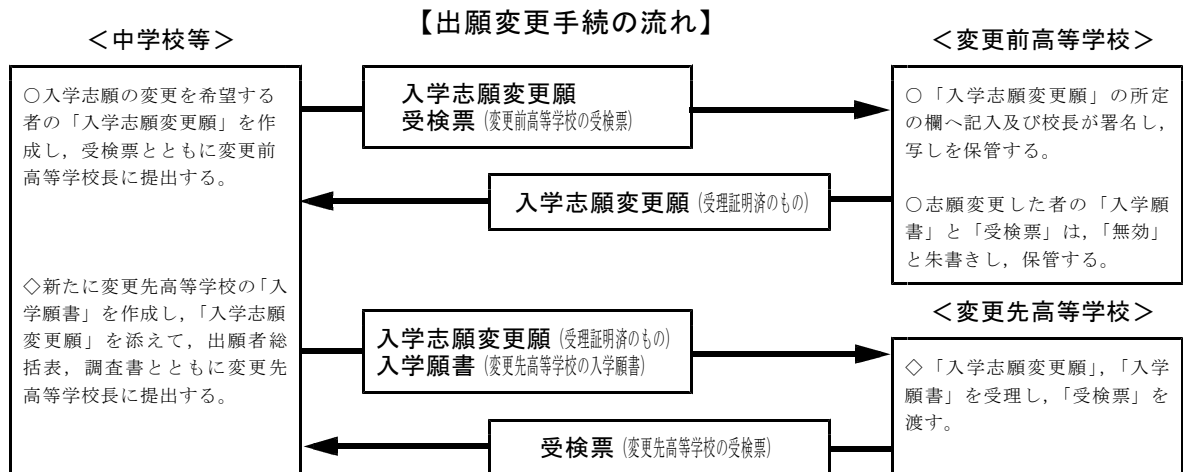 【出願変更手続の流れ】
＜中学校等＞
○入学志願の変更を希望する
者の「入学志願変更願」を作
成し，受検票とともに変更前
高等学校長に提出する。
◇新たに変更先高等学校の「入
学願書」を作成し，「入学志願
変更願」を添えて，出願者総
括表，調査書とともに変更先
高等学校長に提出する。
入学志願変更願
受検票（変更前高等学校の受検票）
入学志願変更願（受理証明済のもの）
入学志願変更願（受理証明済のもの）
入学願書（変更先高等学校の入学願書）
受検票（変更先高等学校の受検票）
＜変更前高等学校＞
○「入学志願変更願」の所定
の欄へ記入及び校長が署名し，
写しを保管する。
○志願変更した者の「入学願
書」と「受検票」は，「無効」
と朱書きし，保管する。
＜変更先高等学校＞
◇「入学志願変更願」，「入学
願書」を受理し，「受検票」を
渡す。